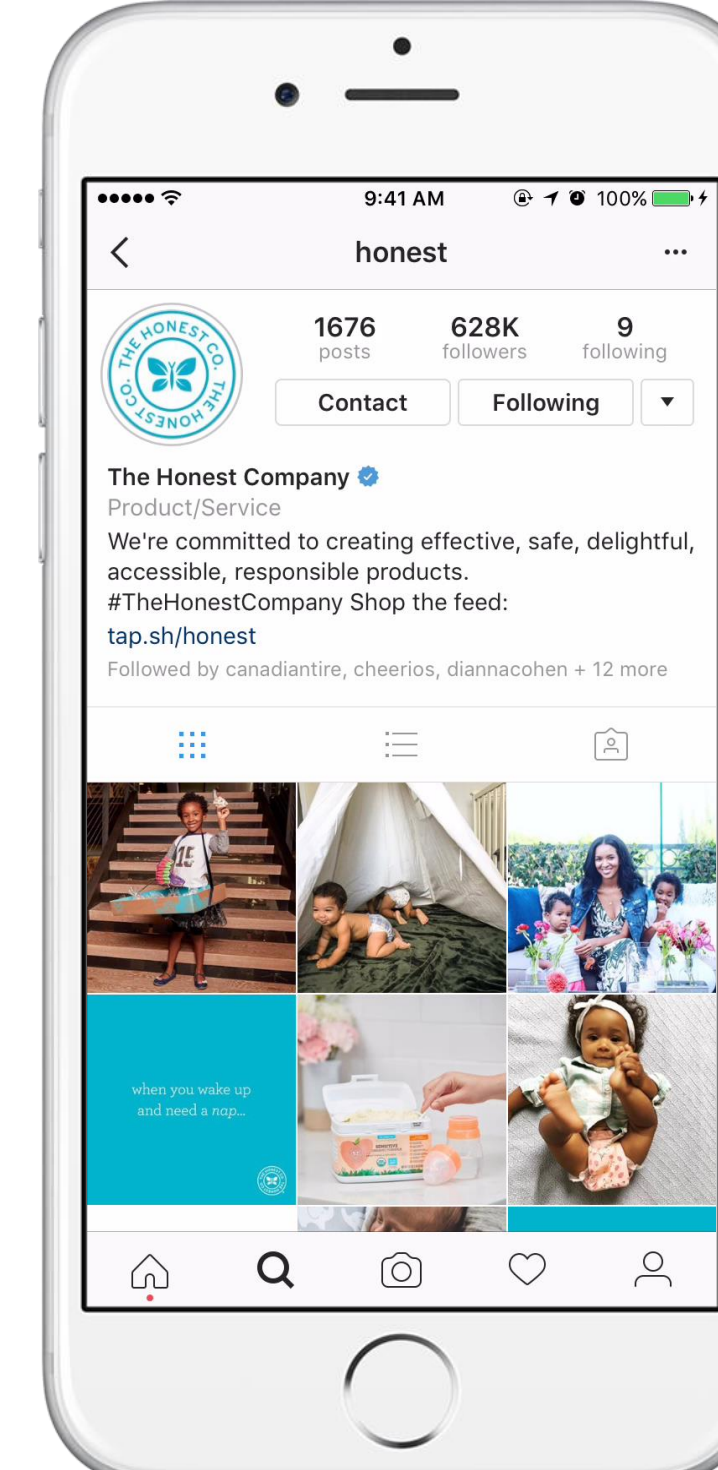 9:41 AM
100%
honest
1676
posts
628K
followers
9
following
THE HONEST CO. THE HONEST CO.
Contact
Following
The Honest Company
Product/Service
We're committed to creating effective, safe, delightful,
accessible, responsible products.
#TheHonestCompany Shop the feed:
tap.sh/honest
Followed by canadiantire, cheerios, diannacohen + 12 more
15
when you wake up
and need a nap...